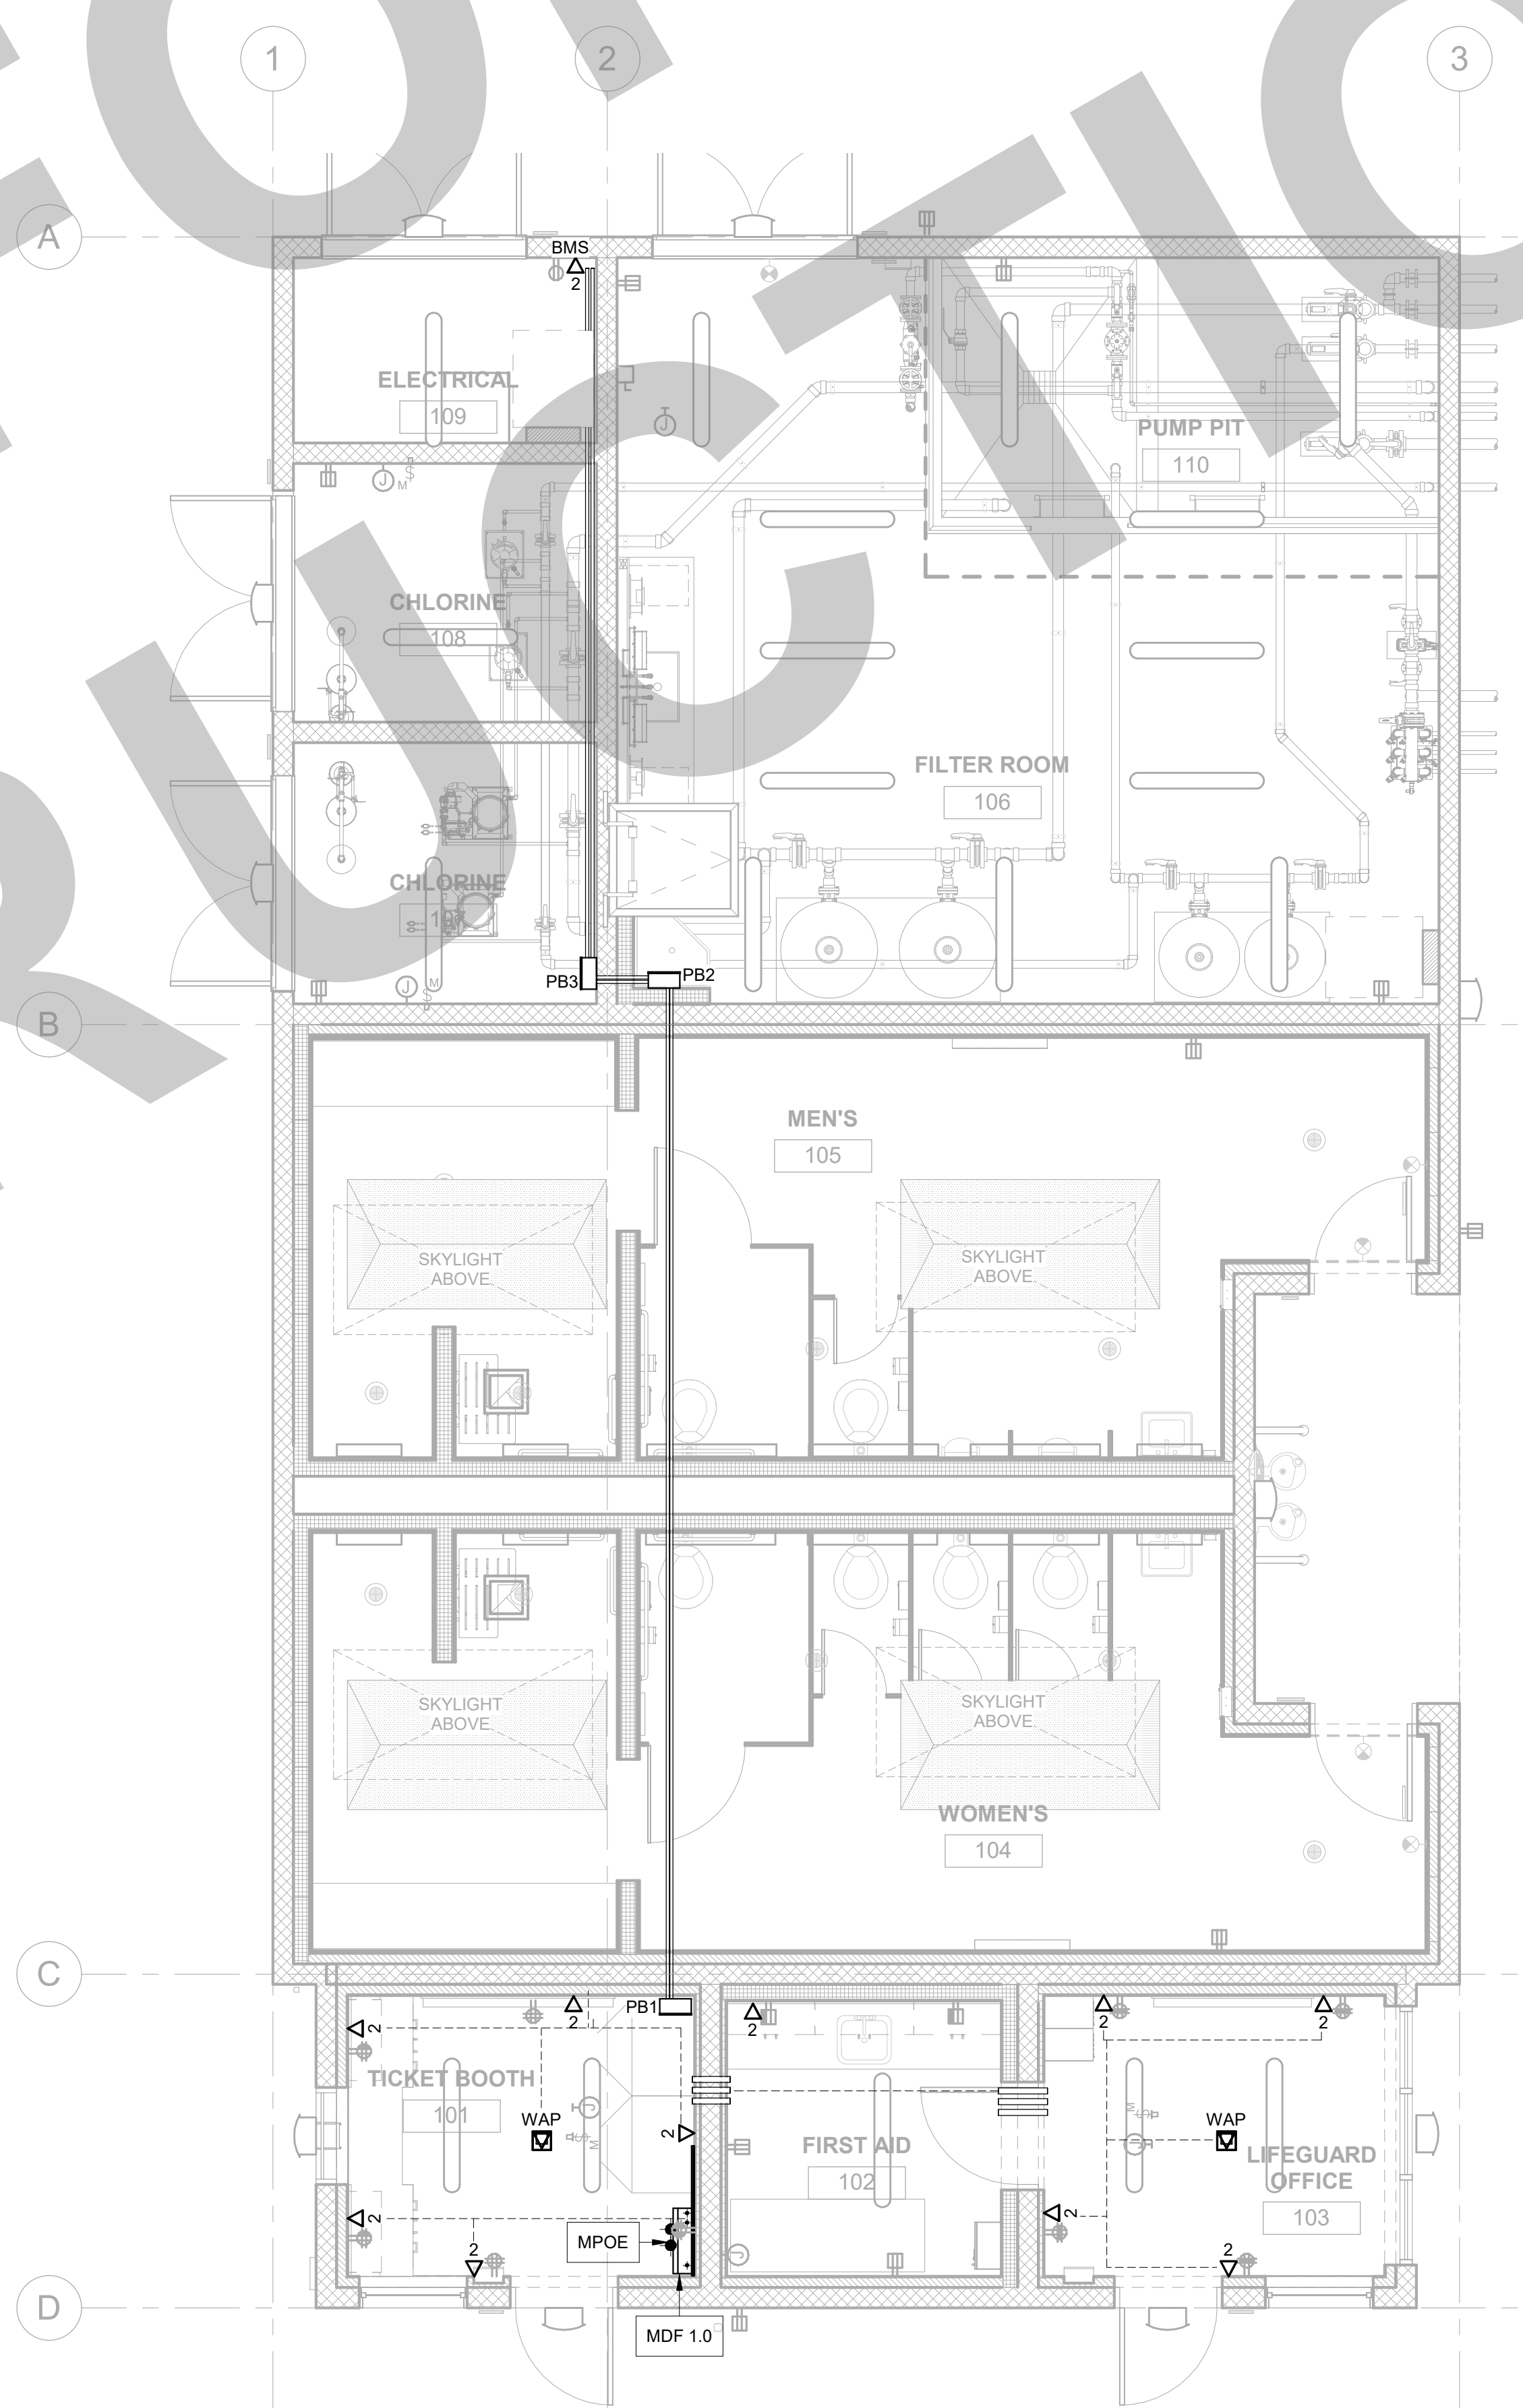 1
2
3
A
BMS
2
ELECTRICAL
109
PUMP PIT
110
J
J
M
$
CHLORINE
108
FILTER ROOM
106
CHLORINE
107
PB3
PB2
J
M
$
B
MEN'S
105
SKYLIGHT
ABOVE
SKYLIGHT
ABOVE
SKYLIGHT
ABOVE
SKYLIGHT
ABOVE
WOMEN'S
104
C
PB1
2
2
2
2
2
TICKET BOOTH
101
WAP
J
$
M
2
FIRST AID
102
WAP
M
$
J
LIFEGUARD
OFFICE
103
2
2
2
2
2
MPOE
J
D
MDF 1.0